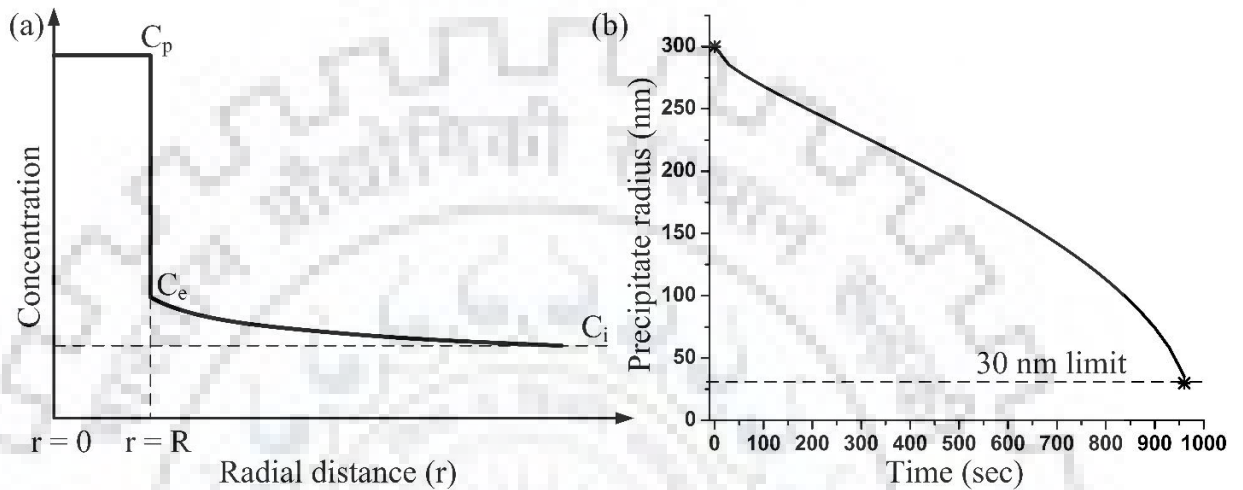 (a)
Concentration
C_p
C_e
C_i
r = 0
r = R
Radial distance (r)
(b)
Precipitate radius (nm)
300
250
200
150
100
50
0
30 nm limit
0 100 200 300 400 500 600 700 800 900 1000
Time (sec)